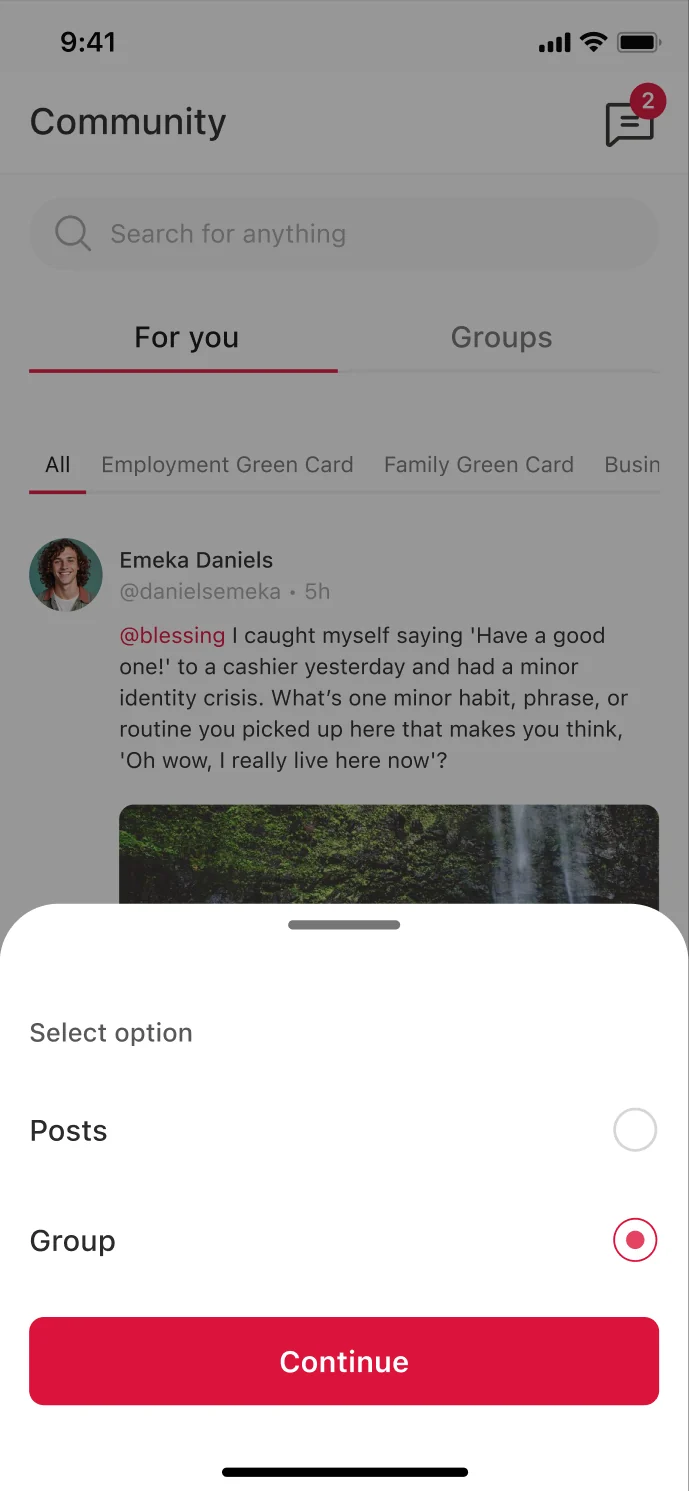 9:41
Community
2
Search for anything
For you
Groups
All
Employment Green Card
Family Green Card
Busin
Emeka Daniels
@danielsemeka • 5h
@blessing I caught myself saying 'Have a good
one!' to a cashier yesterday and had a minor
identity crisis. What’s one minor habit, phrase, or
routine you picked up here that makes you think,
'Oh wow, I really live here now'?
Select option
Posts
Group
Continue